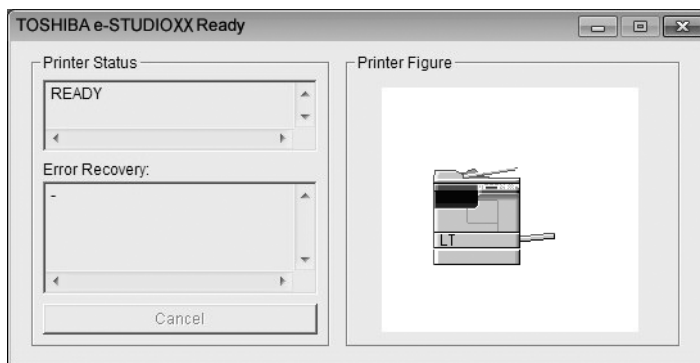 TOSHIBA e-STUDIOXX Ready
Printer Status
READY
Error Recovery:
-
Cancel
Printer Figure
LT